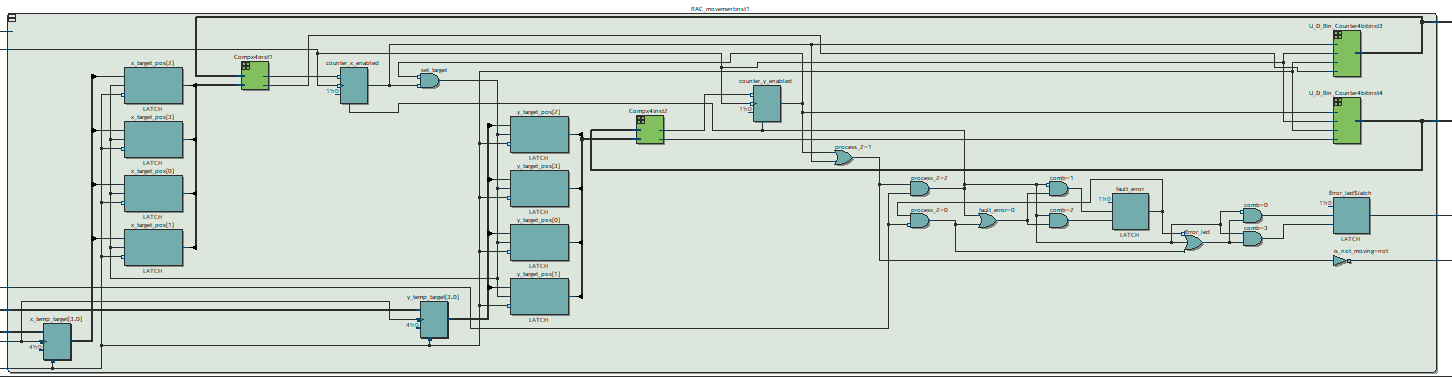 RAC_movement:inst1
U_D_Bin_Counter4bit:inst3
Compx4:inst1
x_target_pos[2]
counter_x_enabled
set_target
counter_y_enabled
1'h0
1'h0
U_D_Bin_Counter4bit:inst4
LATCH
y_target_pos[2]
Compx4:inst2
x_target_pos[3]
process_2~1
LATCH
LATCH
y_target_pos[3]
x_target_pos[0]
process_2~2
comb~1
fault_error
Error_led$latch
1'h0
1'h0
LATCH
LATCH
process_2~0
fault_error~0
comb~2
comb~0
y_target_pos[0]
x_target_pos[1]
comb~3
Error_led
LATCH
LATCH
LATCH
is_not_moving~not
LATCH
y_target_pos[1]
y_temp_target[3..0]
LATCH
x_temp_target[3..0]
4'h0
4'h0